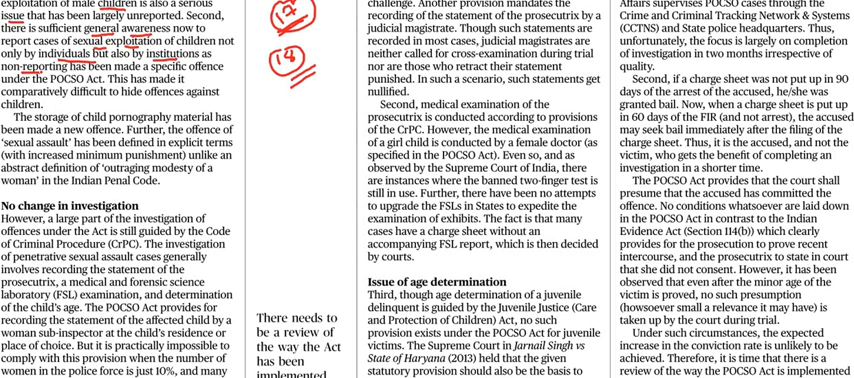 exploitation of male children is also a serious
issue that has been largely unreported. Second,
there is sufficient general awareness now to
report cases of sexual exploitation of children not
only by individuals but also by institutions as
non-reporting has been made a specific offence
under the POCSO Act. This has made it
comparatively difficult to hide offences against
children.
The storage of child pornography material has
been made a new offence. Further, the offence of
‘sexual assault’ has been defined in explicit terms
(with increased minimum punishment) unlike an
abstract definition of ‘outraging modesty of a
woman’ in the Indian Penal Code.
No change in investigation
However, a large part of the investigation of
offences under the Act is still guided by the Code
of Criminal Procedure (CrPC). The investigation
of penetrative sexual assault cases generally
involves recording the statement of the
prosecutrix, a medical and forensic science
laboratory (FSL) examination, and determination
of the child’s age. The POCSO Act provides for
recording the statement of the affected child by a
woman sub-inspector at the child’s residence or
place of choice. But it is practically impossible to
comply with this provision when the number of
women in the police force is just 10%, and many
17
18
There needs to
be a review of
the way the Act
has been
implemented
challenge. Another provision mandates the
recording of the statement of the prosecutrix by a
judicial magistrate. Though such statements are
recorded in most cases, judicial magistrates are
neither called for cross-examination during trial
nor are those who retract their statement
punished. In such a scenario, such statements get
nullified.
Second, medical examination of the
prosecutrix is conducted according to provisions
of the CrPC. However, the medical examination
of a girl child is conducted by a female doctor (as
specified in the POCSO Act). Even so, and as
observed by the Supreme Court of India, there
are instances where the banned two-finger test is
still in use. Further, there have been no attempts
to upgrade the FSLs in States to expedite the
examination of exhibits. The fact is that many
cases have a charge sheet without an
accompanying FSL report, which is then decided
by courts.
Issue of age determination
Third, though age determination of a juvenile
delinquent is guided by the Juvenile Justice (Care
and Protection of Children) Act, no such
provision exists under the POCSO Act for juvenile
victims. The Supreme Court in Jarnail Singh vs
State of Haryana (2013) held that the given
statutory provision should also be the basis to
Affairs supervises POCSO cases through the
Crime and Criminal Tracking Network & Systems
(CCTNS) and State police headquarters. Thus,
unfortunately, the focus is largely on completion
of investigation in two months irrespective of
quality.
Second, if a charge sheet was not put up in 90
days of the arrest of the accused, he/she was
granted bail. Now, when a charge sheet is put up
in 60 days of the FIR (and not arrest), the accused
may seek bail immediately after the filing of the
charge sheet. Thus, it is the accused, and not the
victim, who gets the benefit of completing an
investigation in a shorter time.
The POCSO Act provides that the court shall
presume that the accused has committed the
offence. No conditions whatsoever are laid down
in the POCSO Act in contrast to the Indian
Evidence Act (Section 114(b)) which clearly
provides for the prosecution to prove recent
intercourse, and the prosecutrix to state in court
that she did not consent. However, it has been
observed that even after the minor age of the
victim is proved, no such presumption
(howsoever small a relevance it may have) is
taken up by the court during trial.
Under such circumstances, the expected
increase in the conviction rate is unlikely to be
achieved. Therefore, it is time that there is a
review of the way the POCSO Act is implemented